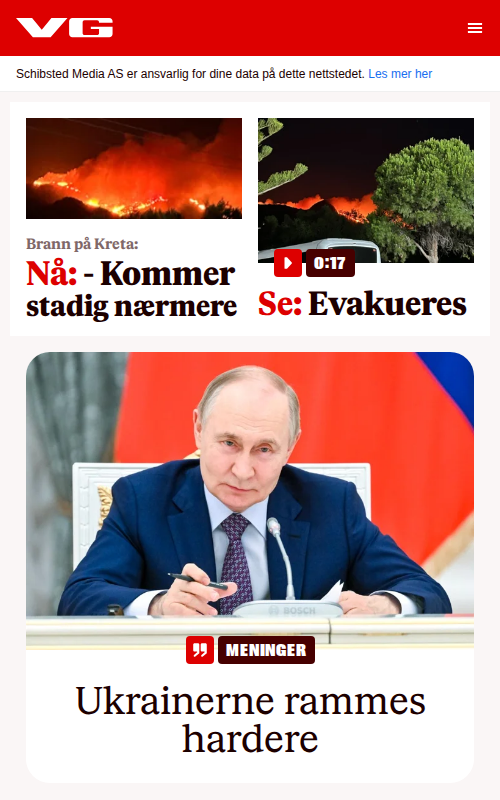 VG
Schibsted Media AS er ansvarlig for dine data på dette nettstedet. Les mer her
Brann på Kreta:
Nå: - Kommer
stadig nærmere
0:17
Se: Evakueres
BOSCH
MENINGER
Ukrainerne rammes
hardere